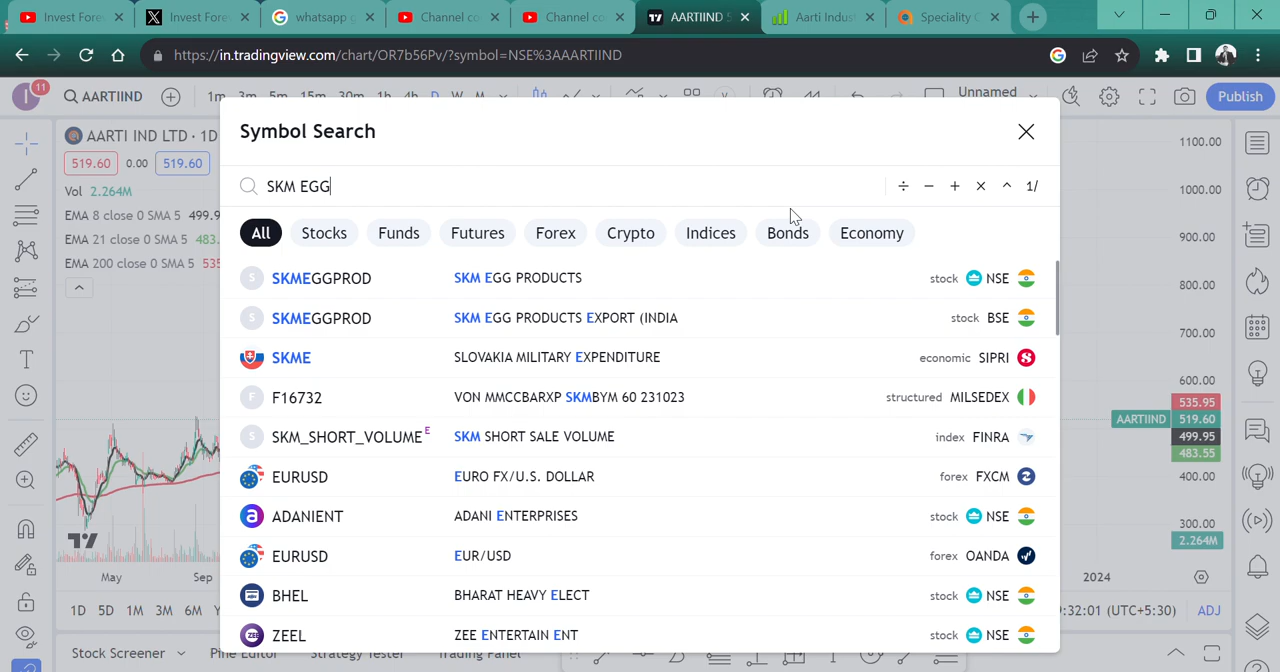 Invest Fore
Invest Fore
whatsapp g
Channel co
Channel co
AARTIIND 5
Aarti Indust
Speciality C
https://in.tradingview.com/chart/OR7b56Pv/?symbol=NSE%3AAARTIIND
11
I
AARTIIND
1m 3m 5m 15m 30m 1h 4h D W M
Unnamed
Publish
AARTI IND LTD · 1D
519.60 0.00 519.60
Vol 2.264M
EMA 8 close 0 SMA 5 499.9
EMA 21 close 0 SMA 5 483.
EMA 200 close 0 SMA 5 535
Symbol Search
SKM EGG
÷ − + × ^ 1/
All Stocks Funds Futures Forex Crypto Indices Bonds Economy
S SKMEGGPROD SKM EGG PRODUCTS stock NSE
S SKMEGGPROD SKM EGG PRODUCTS EXPORT (INDIA stock BSE
SKME SLOVAKIA MILITARY EXPENDITURE economic SIPRI
F F16732 VON MMCCBARXP SKMBYM 60 231023 structured MILSEDEX
S SKM_SHORT_VOLUME E SKM SHORT SALE VOLUME index FINRA
EURUSD EURO FX/U.S. DOLLAR forex FXCM
ADANIENT ADANI ENTERPRISES stock NSE
EURUSD EUR/USD forex OANDA
BHEL BHARAT HEAVY ELECT stock NSE
ZEEL ZEE ENTERTAIN ENT stock NSE
1100.00
1000.00
900.00
800.00
700.00
600.00
535.95
AARTIIND 519.60
499.95
483.55
400.00
300.00
2.264M
May Sep
2024
1D 5D 1M 3M 6M Y
:32:01 (UTC+5:30) ADJ
Stock Screener Pine Editor Strategy Tester Trading Panel